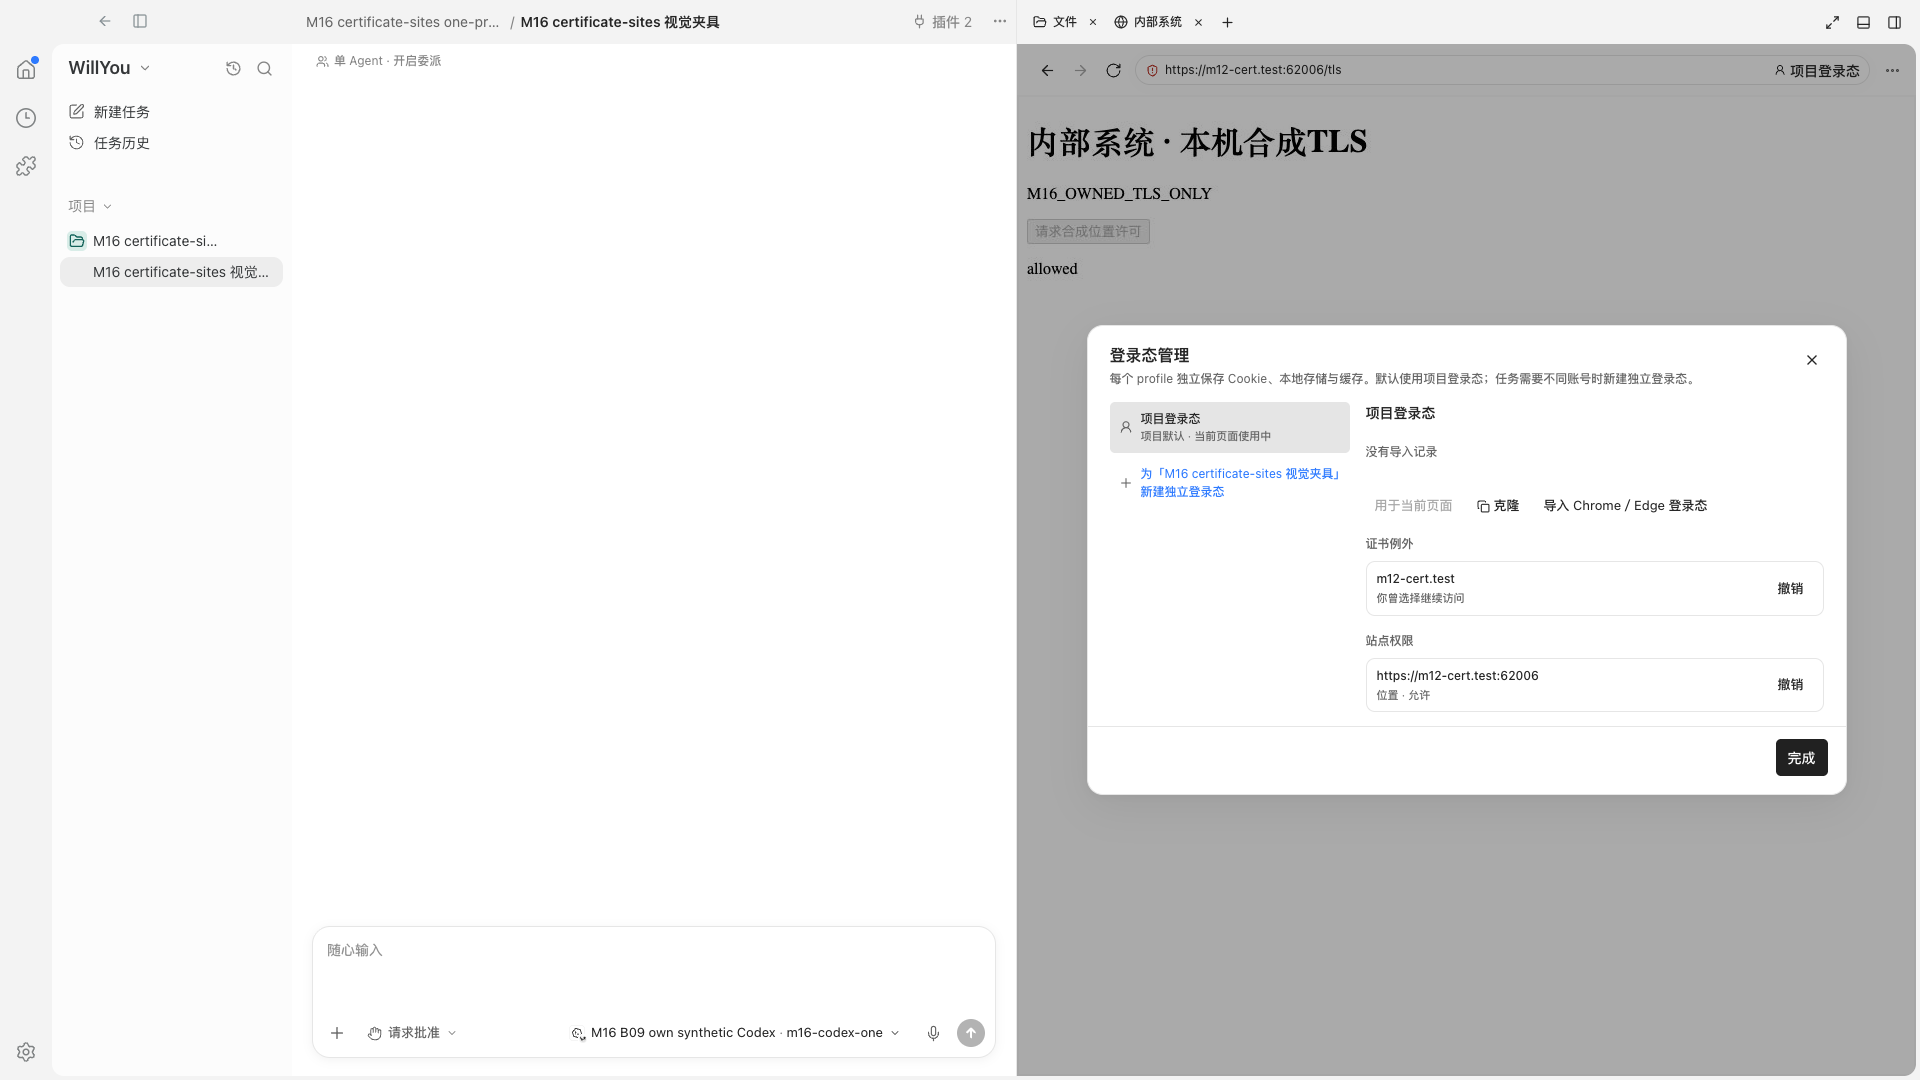 M16 certificate-sites one-pr... / M16 certificate-sites 视觉夹具
插件 2
文件
内部系统
WillYou
新建任务
任务历史
项目
M16 certificate-si...
M16 certificate-sites 视觉...
单 Agent · 开启委派
随心输入
请求批准
M16 B09 own synthetic Codex · m16-codex-one
https://m12-cert.test:62006/tls
项目登录态
内部系统 · 本机合成TLS
M16_OWNED_TLS_ONLY
请求合成位置许可
allowed
登录态管理
每个 profile 独立保存 Cookie、本地存储与缓存。默认使用项目登录态；任务需要不同账号时新建独立登录态。
项目登录态
项目默认 · 当前页面使用中
为「M16 certificate-sites 视觉夹具」
新建独立登录态
项目登录态
没有导入记录
用于当前页面
克隆
导入 Chrome / Edge 登录态
证书例外
m12-cert.test
你曾选择继续访问
撤销
站点权限
https://m12-cert.test:62006
位置 · 允许
撤销
完成